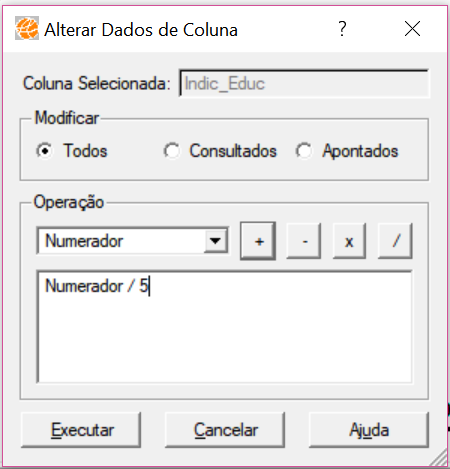 Alterar Dados de Coluna ?
Coluna Selecionada: Indic_Educ
Modificar
Todos Consultados Apontados
Operação
Numerador + - x /
Numerador / 5
Executar Cancelar Ajuda